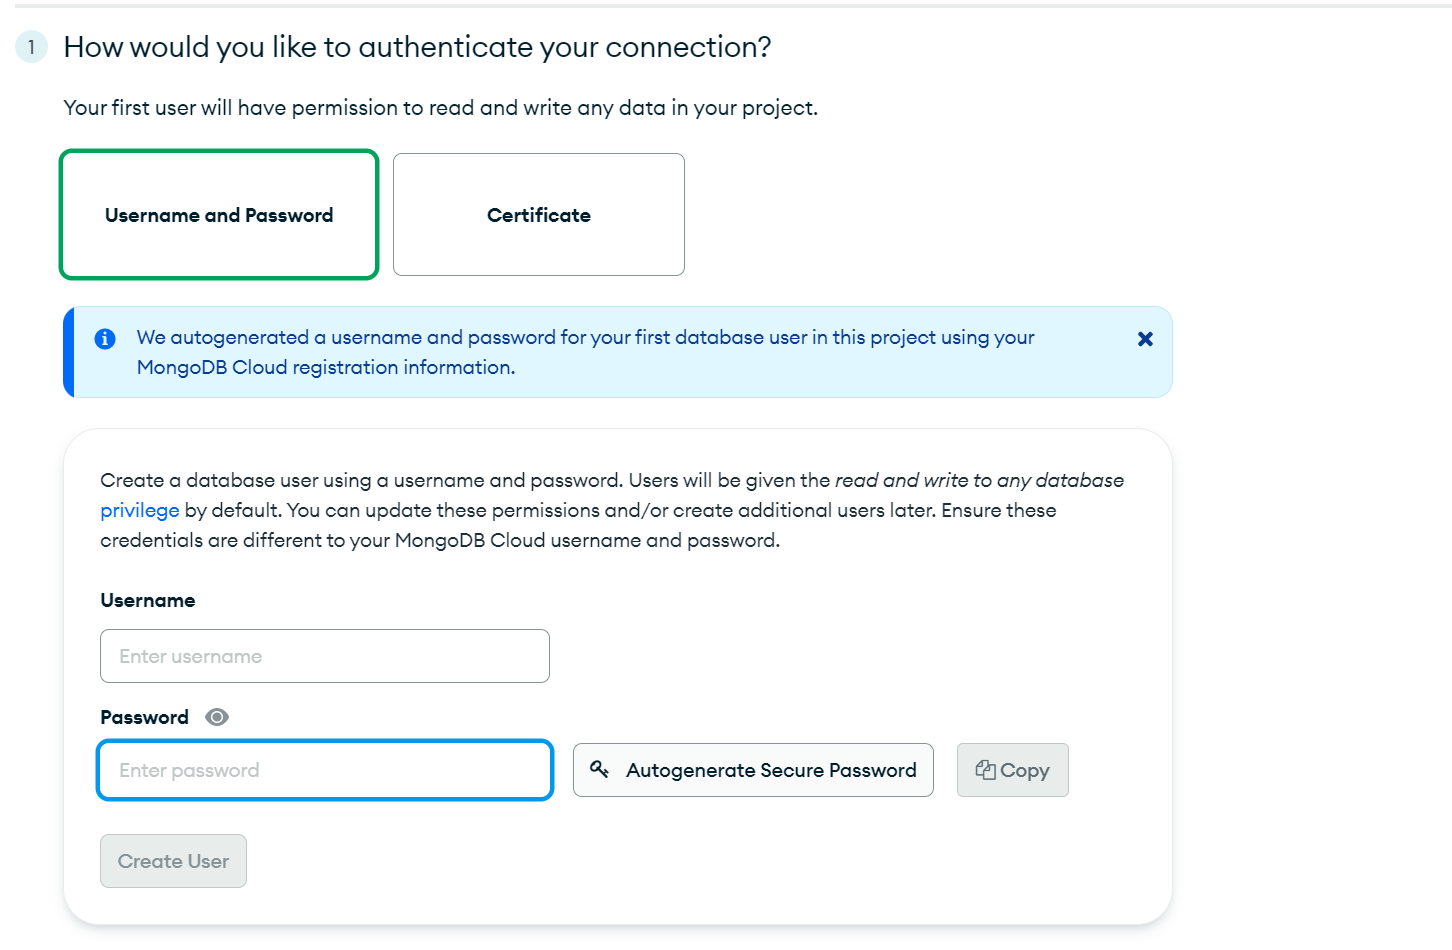 1 How would you like to authenticate your connection?
Your first user will have permission to read and write any data in your project.
Username and Password
Certificate
We autogenerated a username and password for your first database user in this project using your
MongoDB Cloud registration information.
Create a database user using a username and password. Users will be given the read and write to any database
privilege by default. You can update these permissions and/or create additional users later. Ensure these
credentials are different to your MongoDB Cloud username and password.
Username
Enter username
Password
Enter password
Autogenerate Secure Password
Copy
Create User